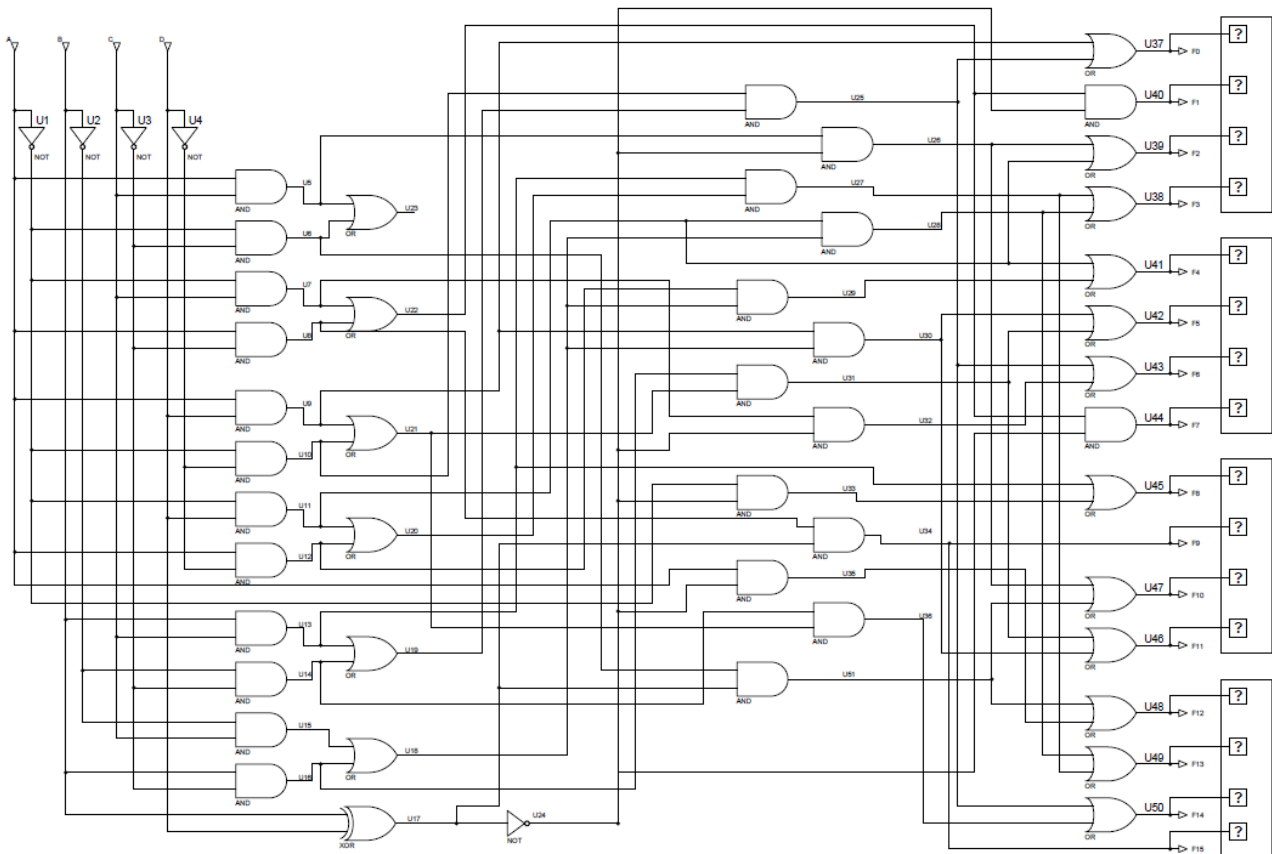 A B C D
U1 U2 U3 U4
NOT NOT NOT NOT
U5
AND
U23
OR
U6
AND
U7
AND
U22
OR
U8
AND
U9
AND
U21
OR
U10
AND
U11
AND
U20
OR
U12
AND
U13
AND
U19
OR
U14
AND
U15
AND
U18
OR
U16
AND
U17
XOR
U24
NOT
U25
AND
U26
AND
U27
AND
U28
AND
U29
AND
U30
AND
U31
AND
U32
AND
U33
AND
U34
AND
U35
AND
U36
AND
U51
AND
U37 ?
F0
OR
U40 ?
F1
AND
U39 ?
F2
OR
U38 ?
F3
OR
U41 ?
F4
OR
U42 ?
F5
OR
U43 ?
F6
OR
U44 ?
F7
AND
U45 ?
F8
OR
?
F9
U47 ?
F10
OR
U46 ?
F11
OR
U48 ?
F12
OR
U49 ?
F13
OR
U50 ?
F14
OR
?
F15